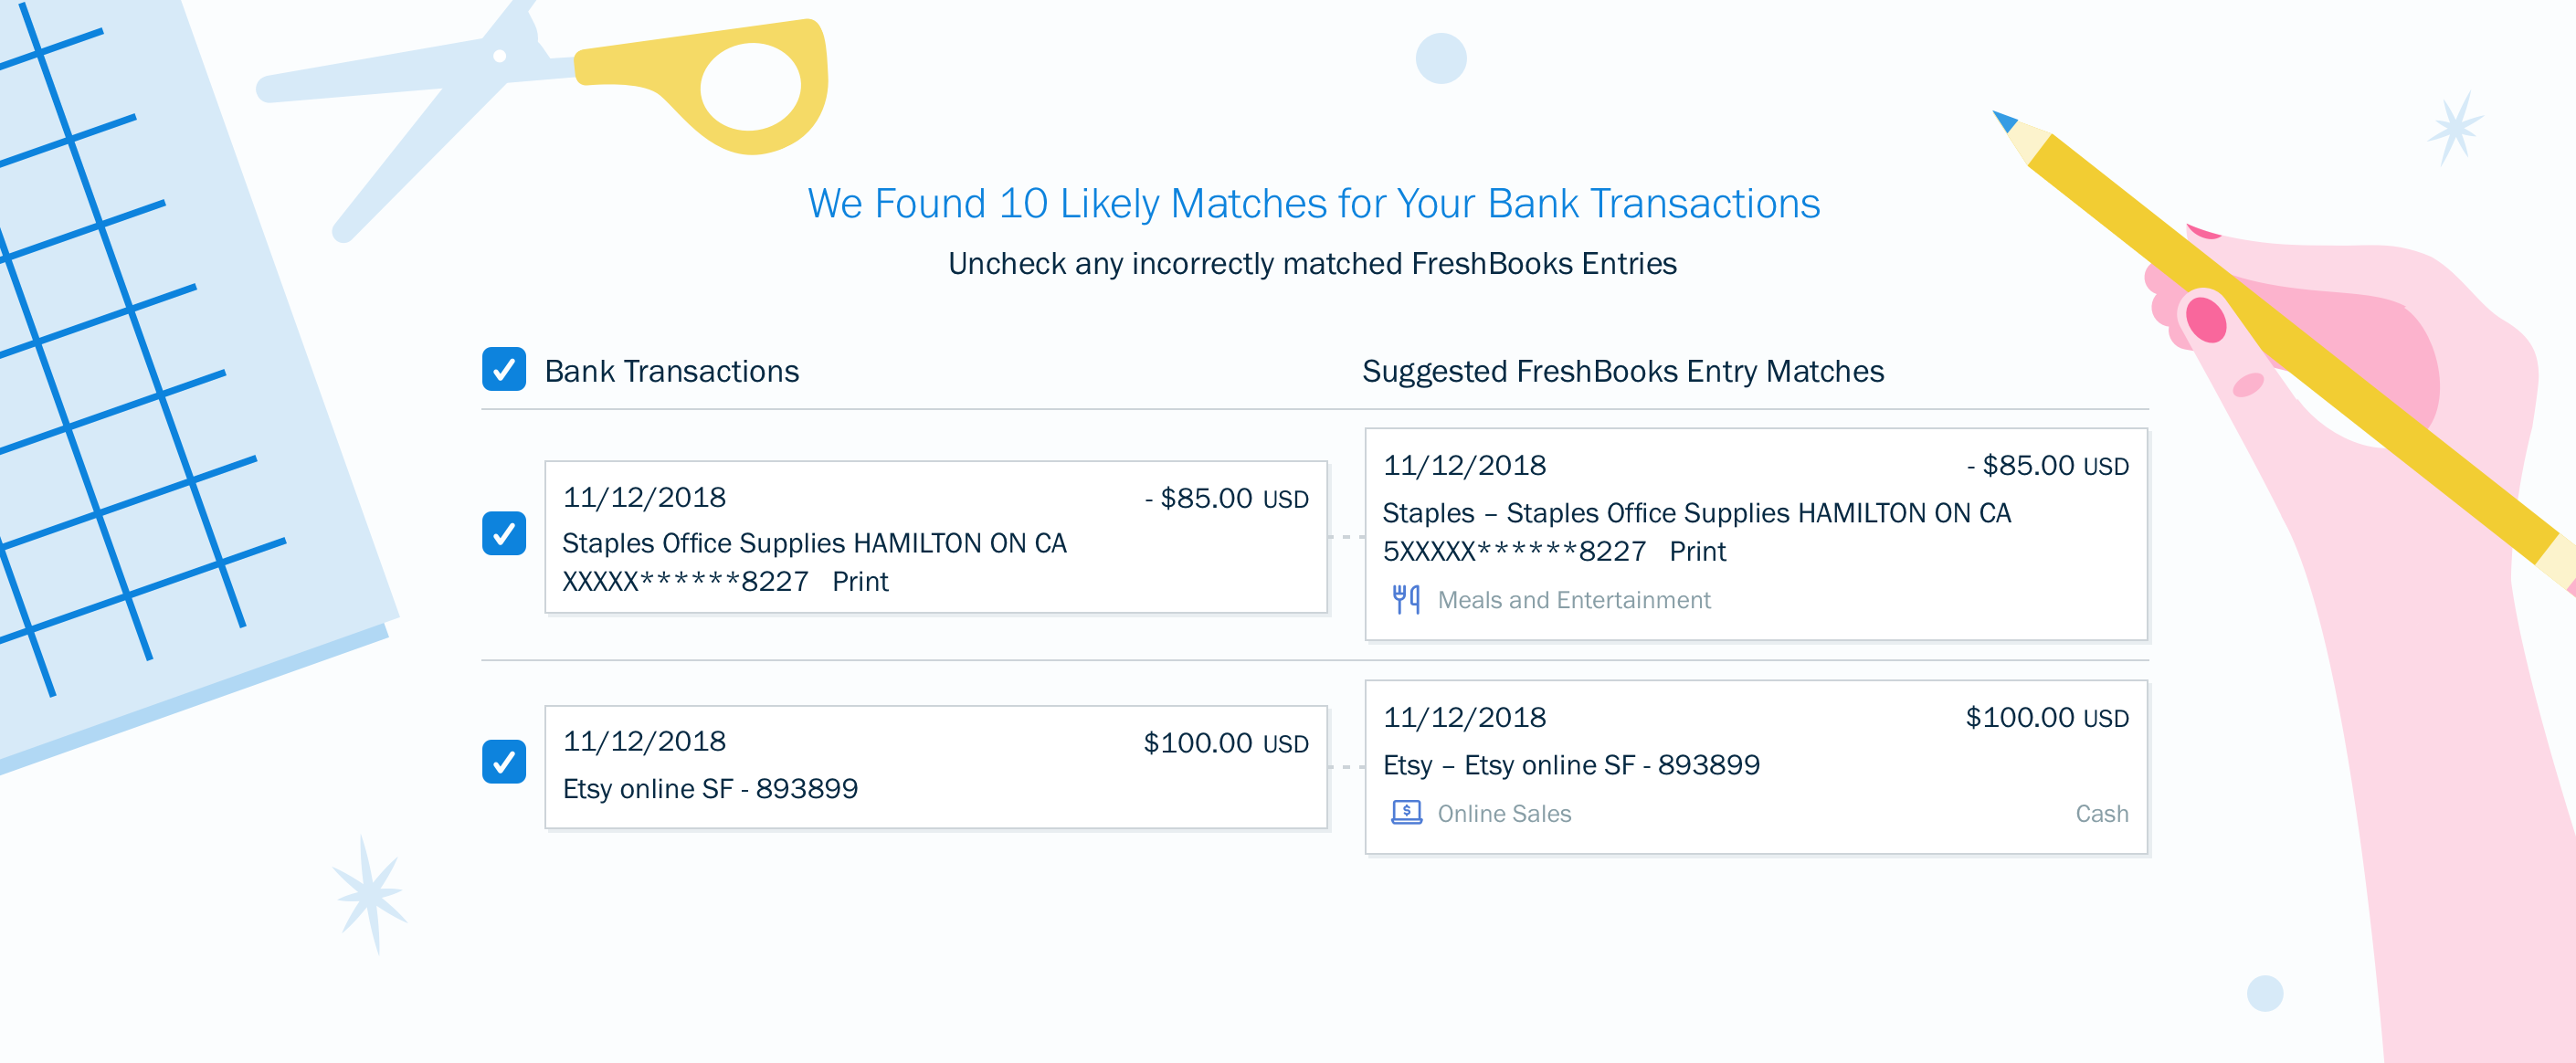 We Found 10 Likely Matches for Your Bank Transactions
Uncheck any incorrectly matched FreshBooks Entries
Bank Transactions
Suggested FreshBooks Entry Matches
11/12/2018
- $85.00 USD
Staples Office Supplies HAMILTON ON CA
XXXXX******8227 Print
11/12/2018
- $85.00 USD
Staples – Staples Office Supplies HAMILTON ON CA
5XXXXX******8227 Print
Meals and Entertainment
11/12/2018
$100.00 USD
Etsy online SF - 893899
11/12/2018
$100.00 USD
Etsy – Etsy online SF - 893899
$ Online Sales
Cash